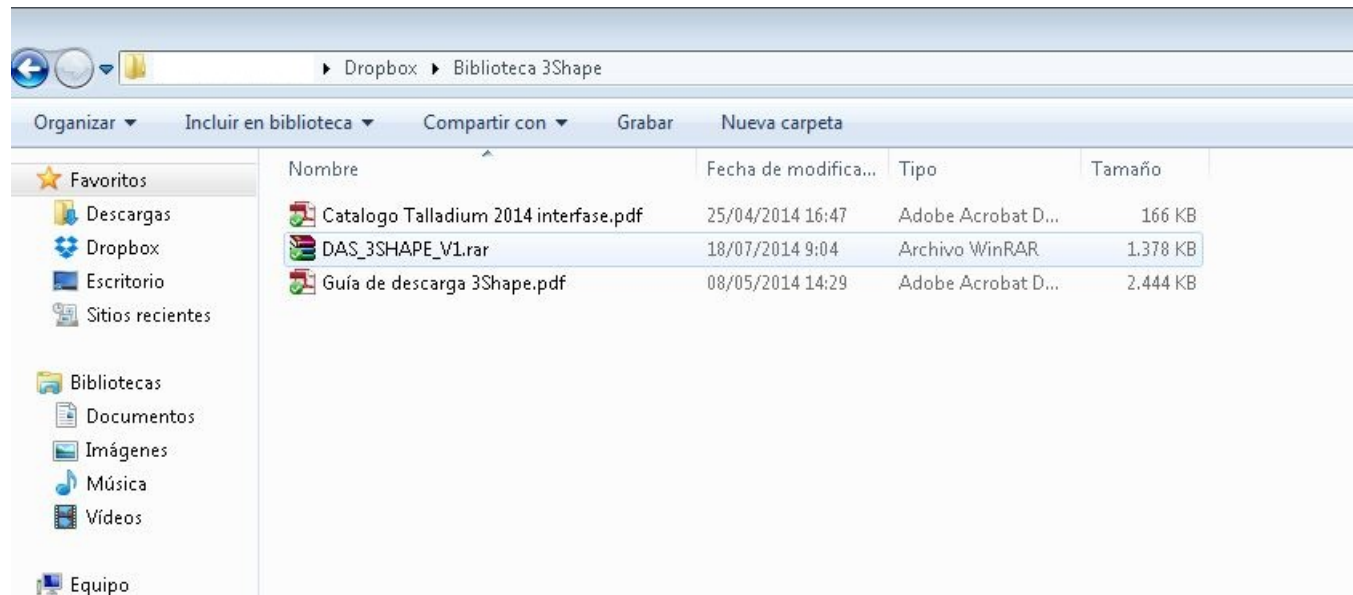 Dropbox Biblioteca 3Shape
Organizar Incluir en biblioteca Compartir con Grabar Nueva carpeta
Nombre Fecha de modifica... Tipo Tamaño
Catalogo Talladium 2014 interfase.pdf 25/04/2014 16:47 Adobe Acrobat D... 166 KB
DAS_3SHAPE_V1.rar 18/07/2014 9:04 Archivo WinRAR 1.378 KB
Guía de descarga 3Shape.pdf 08/05/2014 14:29 Adobe Acrobat D... 2.444 KB
Favoritos
Descargas
Dropbox
Escritorio
Sitios recientes
Bibliotecas
Documentos
Imágenes
Música
Vídeos
Equipo